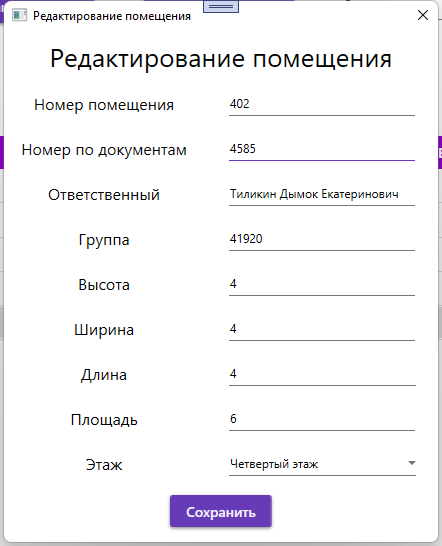 Редактирование помещения
Редактирование помещения
Номер помещения 402
Номер по документам 4585
Ответственный Тиликин Дымок Екатеринович
Группа 41920
Высота 4
Ширина 4
Длина 4
Площадь 6
Этаж Четвертый этаж
Сохранить